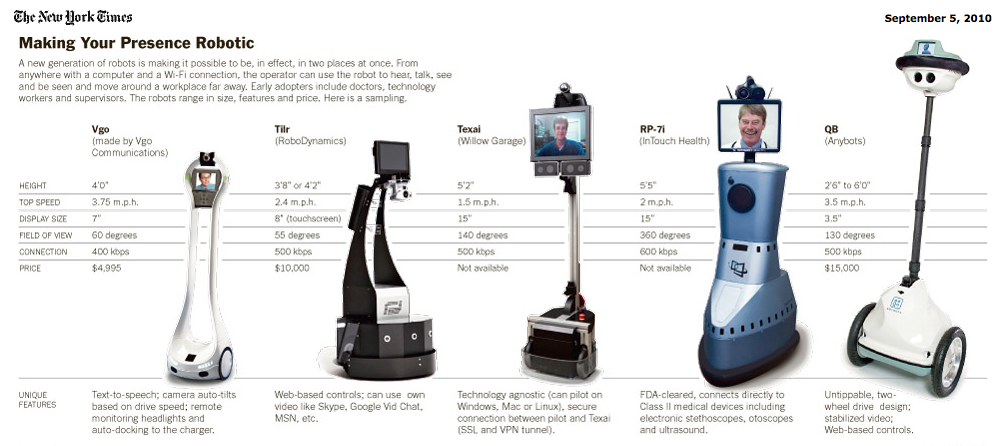 The New York Times
September 5, 2010
Making Your Presence Robotic
A new generation of robots is making it possible to be, in effect, in two places at once. From
anywhere with a computer and a Wi-Fi connection, the operator can use the robot to hear, talk, see
and be seen and move around a workplace far away. Early adopters include doctors, technology
workers and supervisors. The robots range in size, features and price. Here is a sampling.
Vgo
(made by Vgo
Communications)
Tilr
(RoboDynamics)
Texai
(Willow Garage)
RP-7i
(InTouch Health)
QB
(Anybots)
HEIGHT 4'0" 3'8" or 4'2" 5'2" 5'5" 2'6" to 6'0"
TOP SPEED 3.75 m.p.h. 2.4 m.p.h. 1.5 m.p.h. 2 m.p.h. 3.5 m.p.h.
DISPLAY SIZE 7" 8" (touchscreen) 15" 15" 3.5"
FIELD OF VIEW 60 degrees 55 degrees 140 degrees 360 degrees 130 degrees
CONNECTION 400 kbps 500 kbps 500 kbps 600 kbps 500 kbps
PRICE $4,995 $10,000 Not available Not available $15,000
UNIQUE
FEATURES
Text-to-speech; camera auto-tilts
based on drive speed; remote
monitoring headlights and
auto-docking to the charger.
Web-based controls; can use own
video like Skype, Google Vid Chat,
MSN, etc.
Technology agnostic (can pilot on
Windows, Mac or Linux), secure
connection between pilot and Texai
(SSL and VPN tunnel).
FDA-cleared, connects directly to
Class II medical devices including
electronic stethoscopes, otoscopes
and ultrasound.
Untippable, two-
wheel drive design;
stabilized video;
Web-based controls.